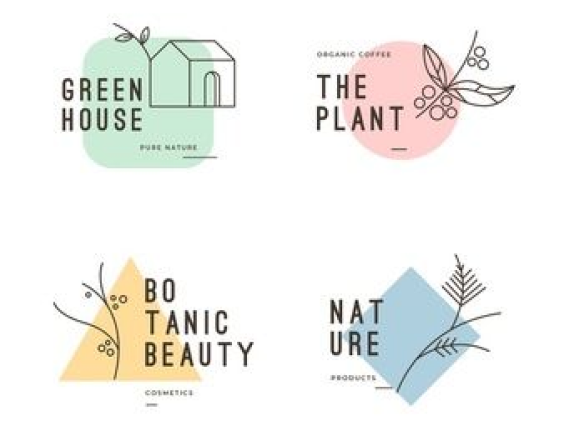 GREEN
HOUSE
PURE NATURE
ORGANIC COFFEE
THE
PLANT
BO
TANIC
BEAUTY
COSMETICS
NAT
URE
PRODUCTS